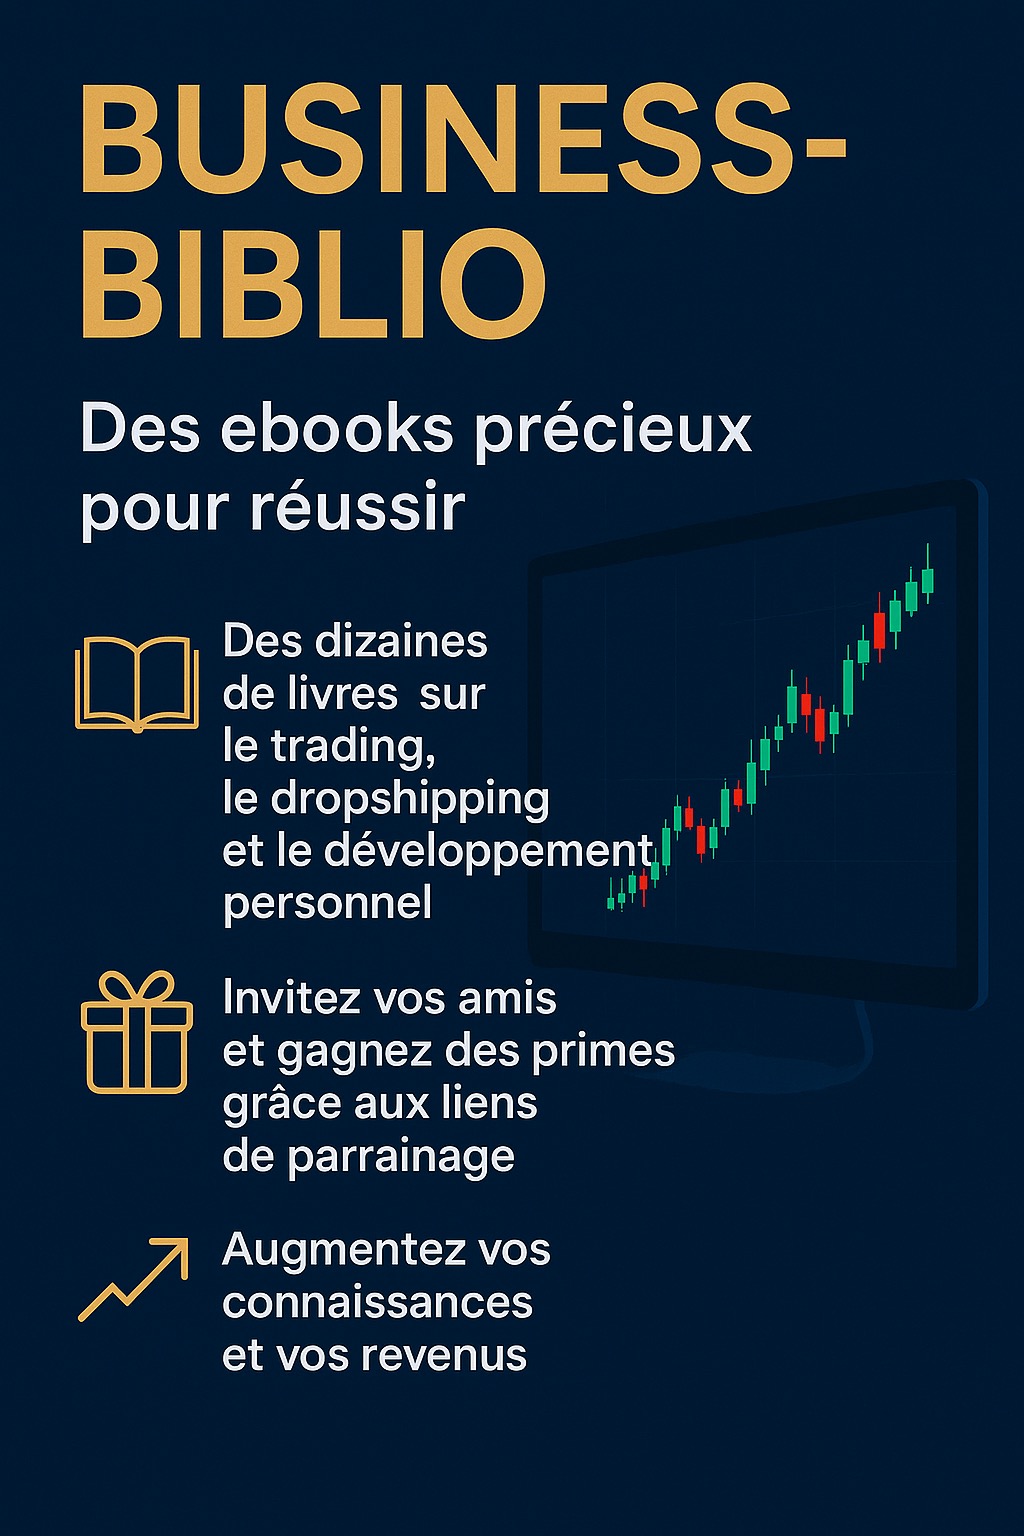 BUSINESS-
BIBLIO
Des ebooks précieux
pour réussir
Des dizaines
de livres  sur
le trading,
le dropshipping
et le développement
personnel
Invitez vos amis
et gagnez des primes
grâce aux liens
de parrainage
Augmentez vos
connaissances
et vos revenus